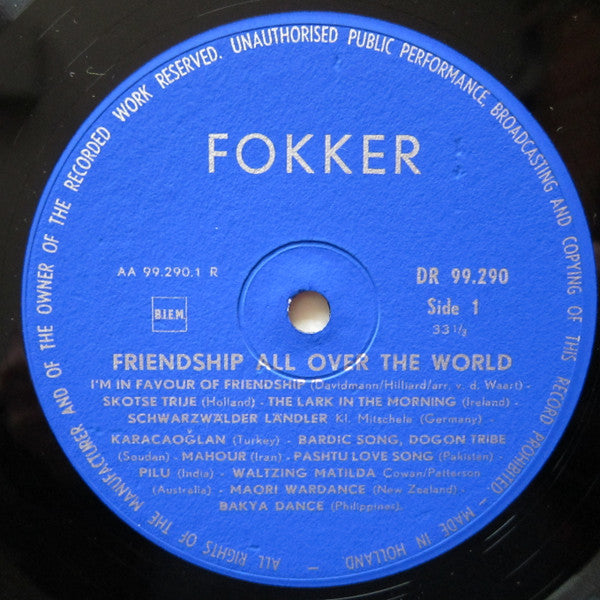 ALL RIGHTS OF THE MANUFACTURER AND OF THE OWNER OF THE RECORDED WORK RESERVED. UNAUTHORISED PUBLIC PERFORMANCE, BROADCASTING AND COPYING OF THIS RECORD PROHIBITED – MADE IN HOLLAND. –
FOKKER
AA 99.290.1 R
DR 99.290
B.I.E.M.
Side 1
33 1/3
FRIENDSHIP ALL OVER THE WORLD
I'M IN FAVOUR OF FRIENDSHIP (Davidmann/Hilliard/arr. v. d. Waert) -
SKOTSE TRIJE (Holland) - THE LARK IN THE MORNING (Ireland) -
SCHWARZWÄLDER LÄNDLER Kl. Mitschele (Germany) -
KARACAOĞLAN (Turkey) - BARDIC SONG, DOGON TRIBE
(Soudan) - MAHOUR (Iran) - PASHTU LOVE SONG (Pakistan) -
PILU (India) - WALTZING MATILDA Cowan/Patterson
(Australia) - MAORI WARDANCE (New Zealand) -
BAKYA DANCE (Philippines).